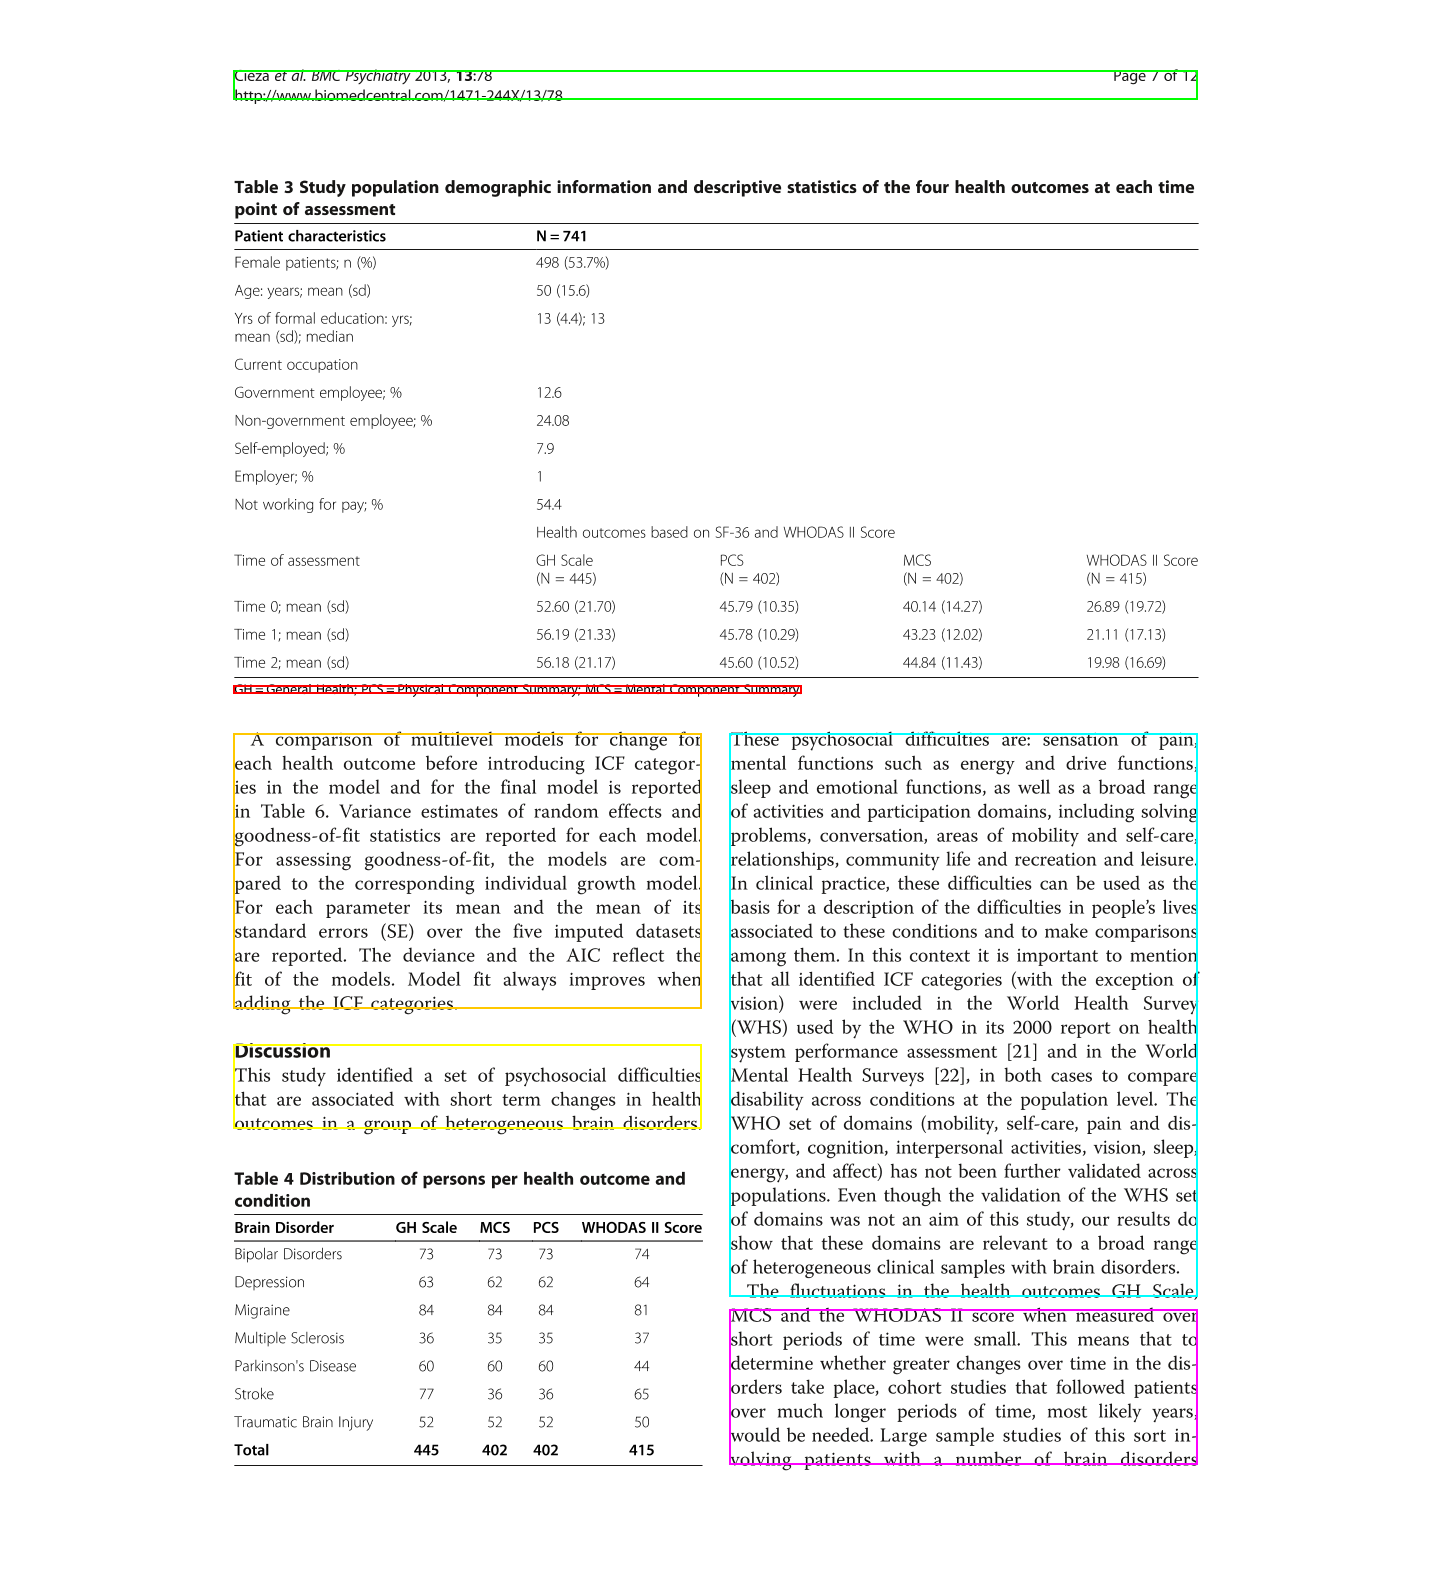 Cieza et al. BMC Psychiatry 2013, 13:78
Page 7 of 12
http://www.biomedcentral.com/1471-244X/13/78
Table 3 Study population demographic information and descriptive statistics of the four health outcomes at each time
point of assessment
Patient characteristics N = 741
Female patients; n (%) 498 (53.7%)
Age: years; mean (sd) 50 (15.6)
Yrs of formal education: yrs; 13 (4.4); 13
mean (sd); median
Current occupation
Government employee; % 12.6
Non-government employee; % 24.08
Self-employed; % 7.9
Employer; % 1
Not working for pay; % 54.4
Health outcomes based on SF-36 and WHODAS II Score
Time of assessment GH Scale PCS MCS WHODAS II Score
(N = 445) (N = 402) (N = 402) (N = 415)
Time 0; mean (sd) 52.60 (21.70) 45.79 (10.35) 40.14 (14.27) 26.89 (19.72)
Time 1; mean (sd) 56.19 (21.33) 45.78 (10.29) 43.23 (12.02) 21.11 (17.13)
Time 2; mean (sd) 56.18 (21.17) 45.60 (10.52) 44.84 (11.43) 19.98 (16.69)
GH = General Health; PCS = Physical Component Summary; MCS = Mental Component Summary
A comparison of multilevel models for change for
each health outcome before introducing ICF categor-
ies in the model and for the final model is reported
in Table 6. Variance estimates of random effects and
goodness-of-fit statistics are reported for each model.
For assessing goodness-of-fit, the models are com-
pared to the corresponding individual growth model.
For each parameter its mean and the mean of its
standard errors (SE) over the five imputed datasets
are reported. The deviance and the AIC reflect the
fit of the models. Model fit always improves when
adding the ICF categories.
Discussion
This study identified a set of psychosocial difficulties
that are associated with short term changes in health
outcomes in a group of heterogeneous brain disorders.
Table 4 Distribution of persons per health outcome and
condition
Brain Disorder GH Scale MCS PCS WHODAS II Score
Bipolar Disorders 73 73 73 74
Depression 63 62 62 64
Migraine 84 84 84 81
Multiple Sclerosis 36 35 35 37
Parkinson's Disease 60 60 60 44
Stroke 77 36 36 65
Traumatic Brain Injury 52 52 52 50
Total 445 402 402 415
These psychosocial difficulties are: sensation of pain,
mental functions such as energy and drive functions,
sleep and emotional functions, as well as a broad range
of activities and participation domains, including solving
problems, conversation, areas of mobility and self-care,
relationships, community life and recreation and leisure.
In clinical practice, these difficulties can be used as the
basis for a description of the difficulties in people's lives
associated to these conditions and to make comparisons
among them. In this context it is important to mention
that all identified ICF categories (with the exception of
vision) were included in the World Health Survey
(WHS) used by the WHO in its 2000 report on health
system performance assessment [21] and in the World
Mental Health Surveys [22], in both cases to compare
disability across conditions at the population level. The
WHO set of domains (mobility, self-care, pain and dis-
comfort, cognition, interpersonal activities, vision, sleep,
energy, and affect) has not been further validated across
populations. Even though the validation of the WHS set
of domains was not an aim of this study, our results do
show that these domains are relevant to a broad range
of heterogeneous clinical samples with brain disorders.
The fluctuations in the health outcomes GH Scale,
MCS and the WHODAS II score when measured over
short periods of time were small. This means that to
determine whether greater changes over time in the dis-
orders take place, cohort studies that followed patients
over much longer periods of time, most likely years,
would be needed. Large sample studies of this sort in-
volving patients with a number of brain disorders